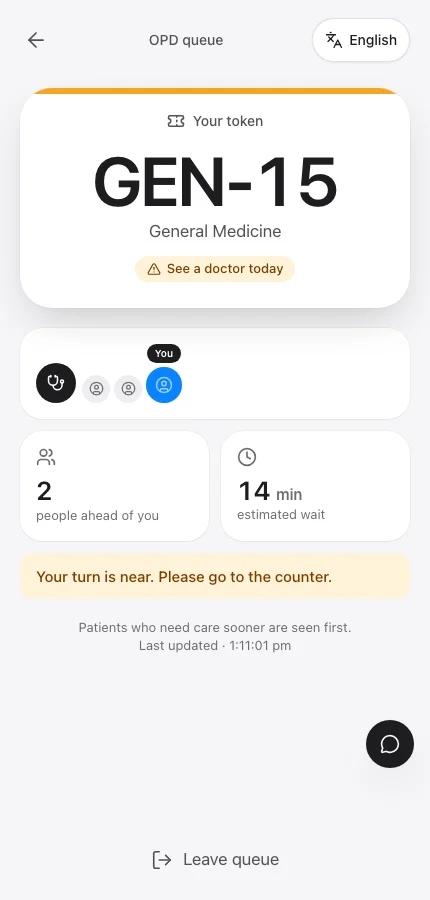 OPD queue
English
Your token
GEN-15
General Medicine
See a doctor today
You
2
people ahead of you
14 min
estimated wait
Your turn is near. Please go to the counter.
Patients who need care sooner are seen first.
Last updated · 1:11:01 pm
Leave queue